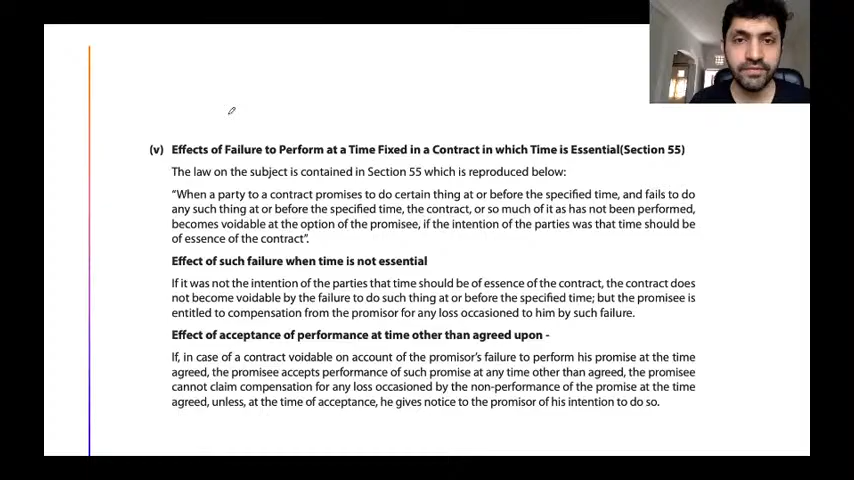 (v) Effects of Failure to Perform at a Time Fixed in a Contract in which Time is Essential(Section 55)
The law on the subject is contained in Section 55 which is reproduced below:
“When a party to a contract promises to do certain thing at or before the specified time, and fails to do
any such thing at or before the specified time, the contract, or so much of it as has not been performed,
becomes voidable at the option of the promisee, if the intention of the parties was that time should be
of essence of the contract”.
Effect of such failure when time is not essential
If it was not the intention of the parties that time should be of essence of the contract, the contract does
not become voidable by the failure to do such thing at or before the specified time; but the promisee is
entitled to compensation from the promisor for any loss occasioned to him by such failure.
Effect of acceptance of performance at time other than agreed upon -
If, in case of a contract voidable on account of the promisor’s failure to perform his promise at the time
agreed, the promisee accepts performance of such promise at any time other than agreed, the promisee
cannot claim compensation for any loss occasioned by the non-performance of the promise at the time
agreed, unless, at the time of acceptance, he gives notice to the promisor of his intention to do so.